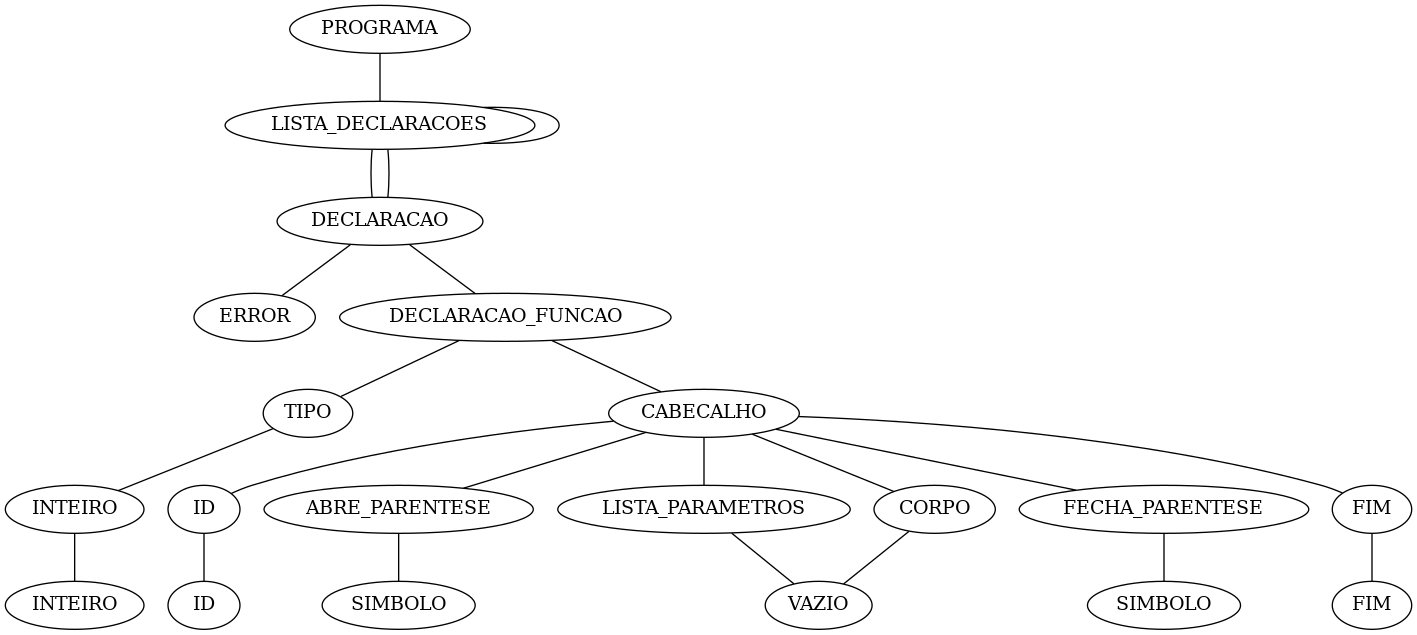 PROGRAMA
LISTA_DECLARACOES
DECLARACAO
ERROR
DECLARACAO_FUNCAO
TIPO
CABECALHO
INTEIRO
ID
ABRE_PARENTESE
LISTA_PARAMETROS
CORPO
FECHA_PARENTESE
FIM
INTEIRO
ID
SIMBOLO
VAZIO
SIMBOLO
FIM